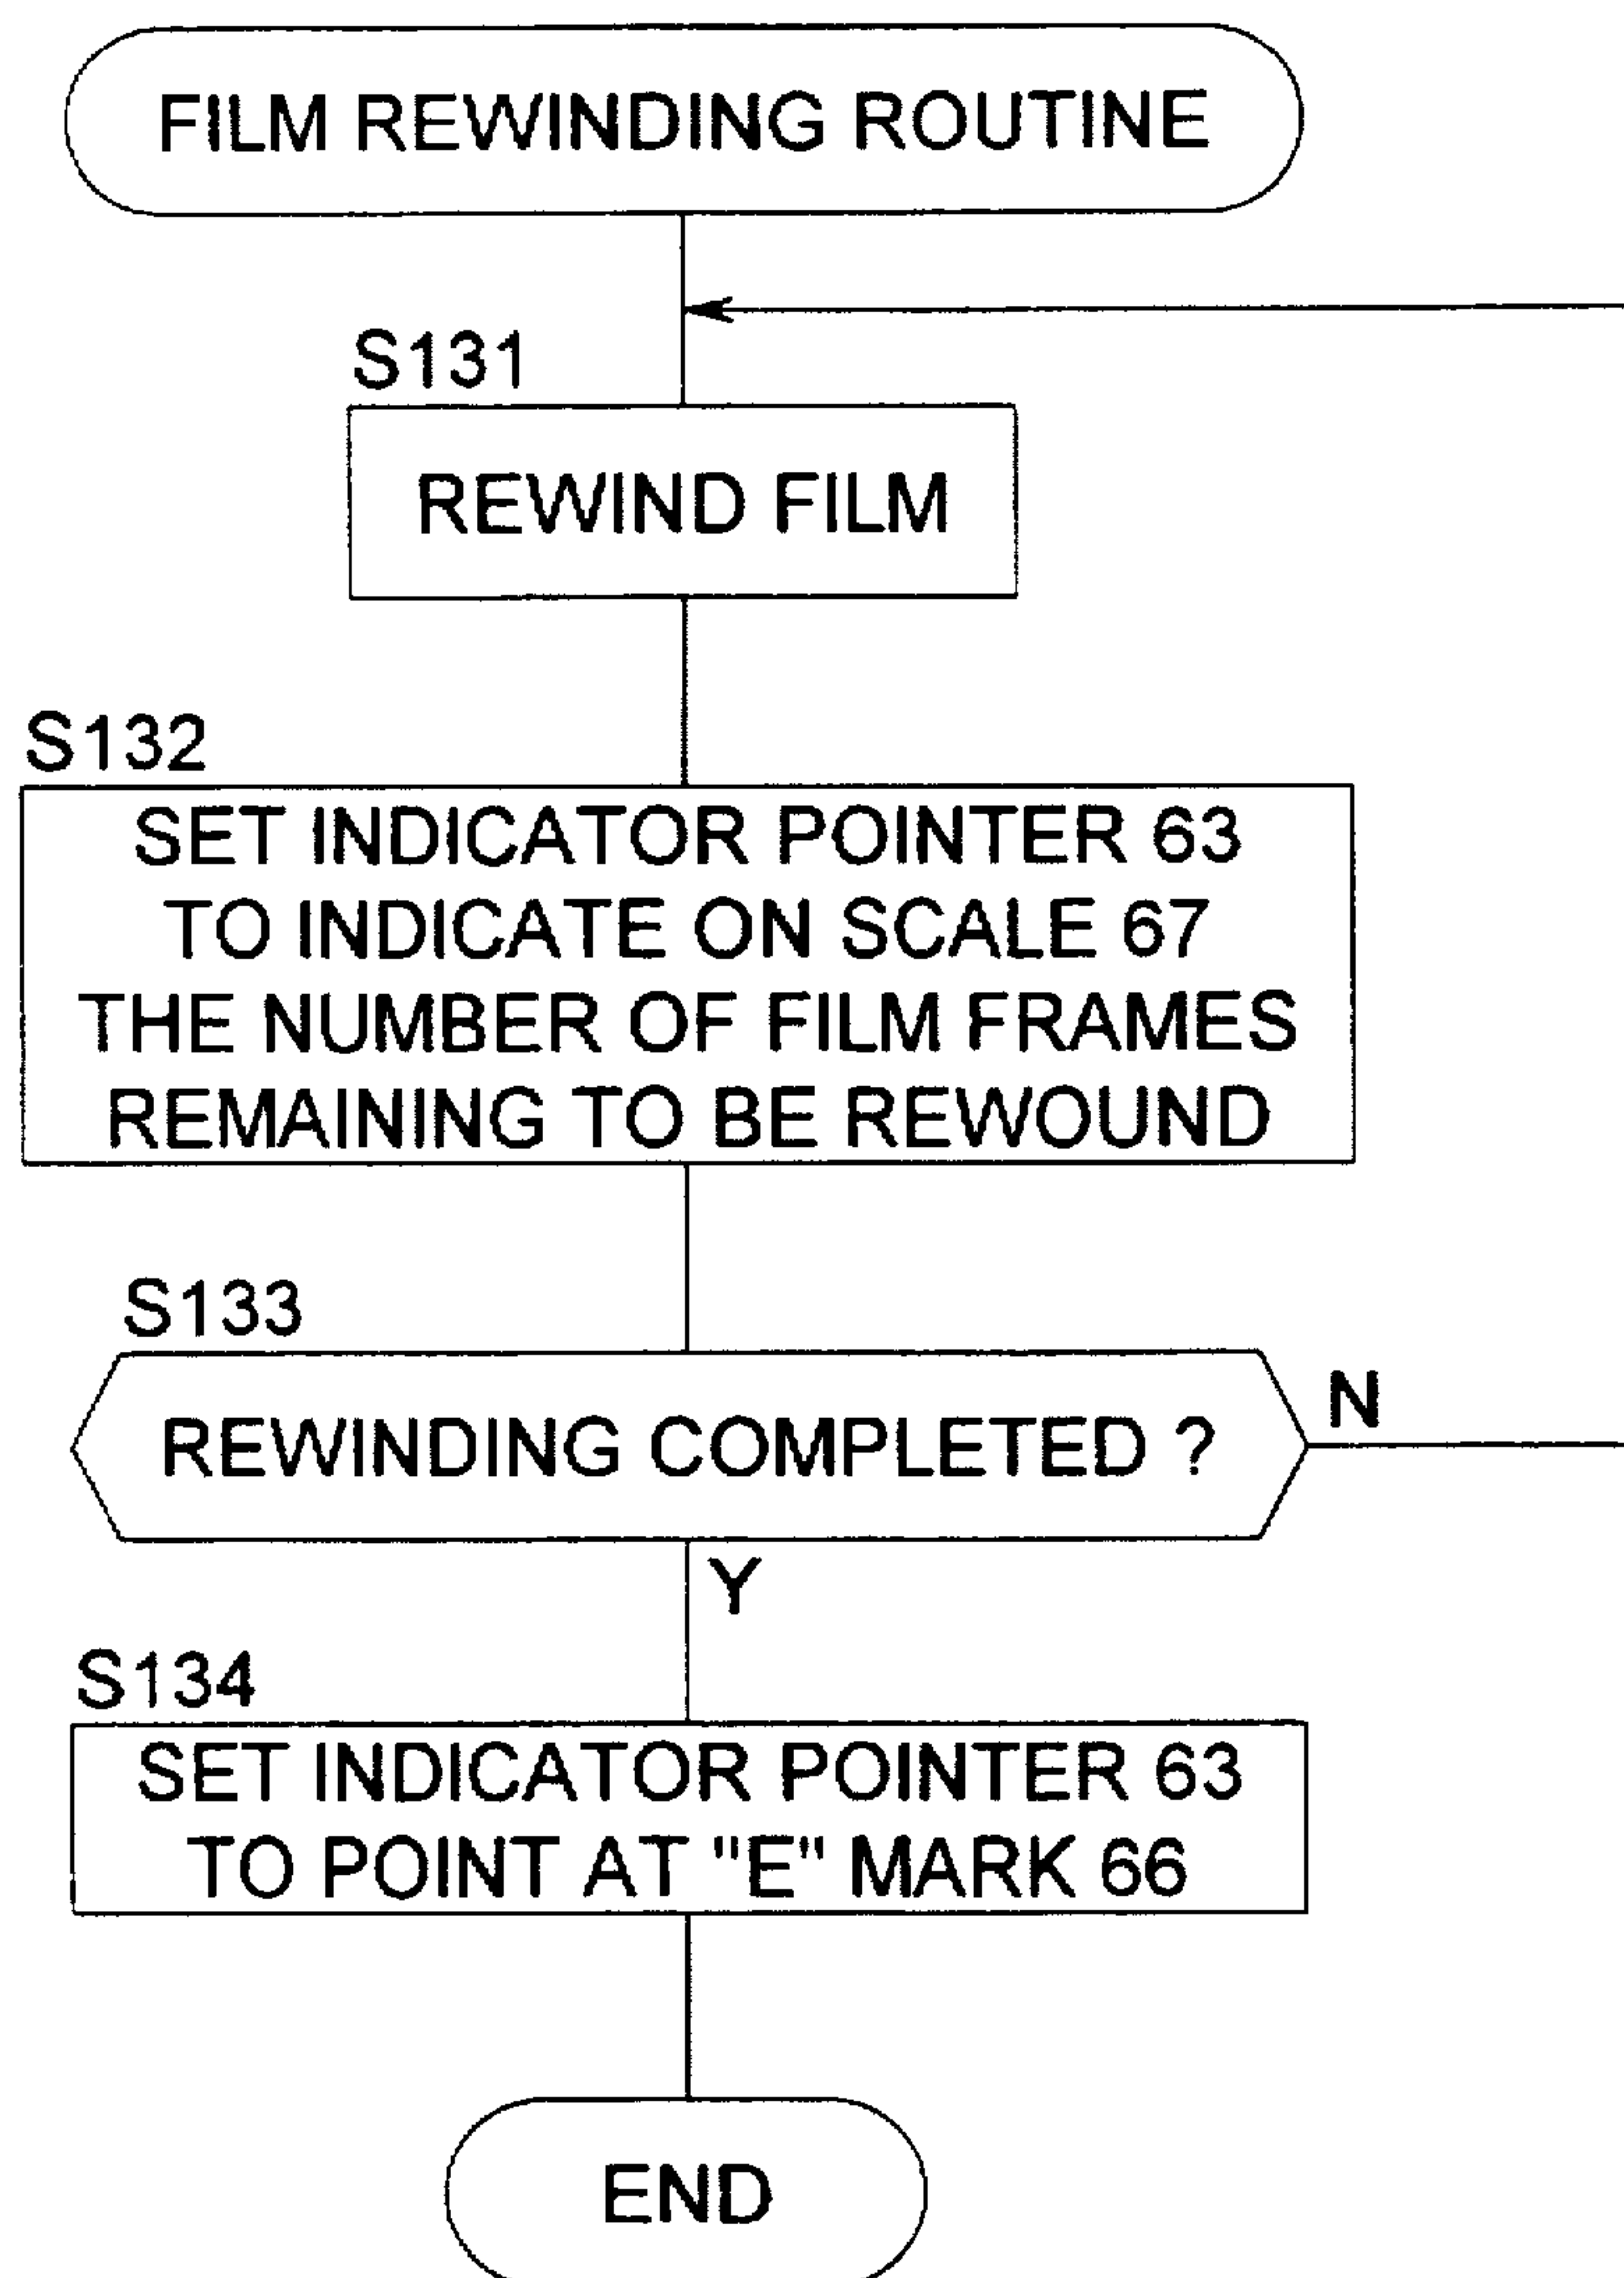 FILM REWINDING ROUTINE
S131
REWIND FILM
S132
SET INDICATOR POINTER 63
TO INDICATE ON SCALE 67
THE NUMBER OF FILM FRAMES
REMAINING TO BE REWOUND
S133
REWINDING COMPLETED ?
N
Y
S134
SET INDICATOR POINTER 63
TO POINT AT "E" MARK 66
END